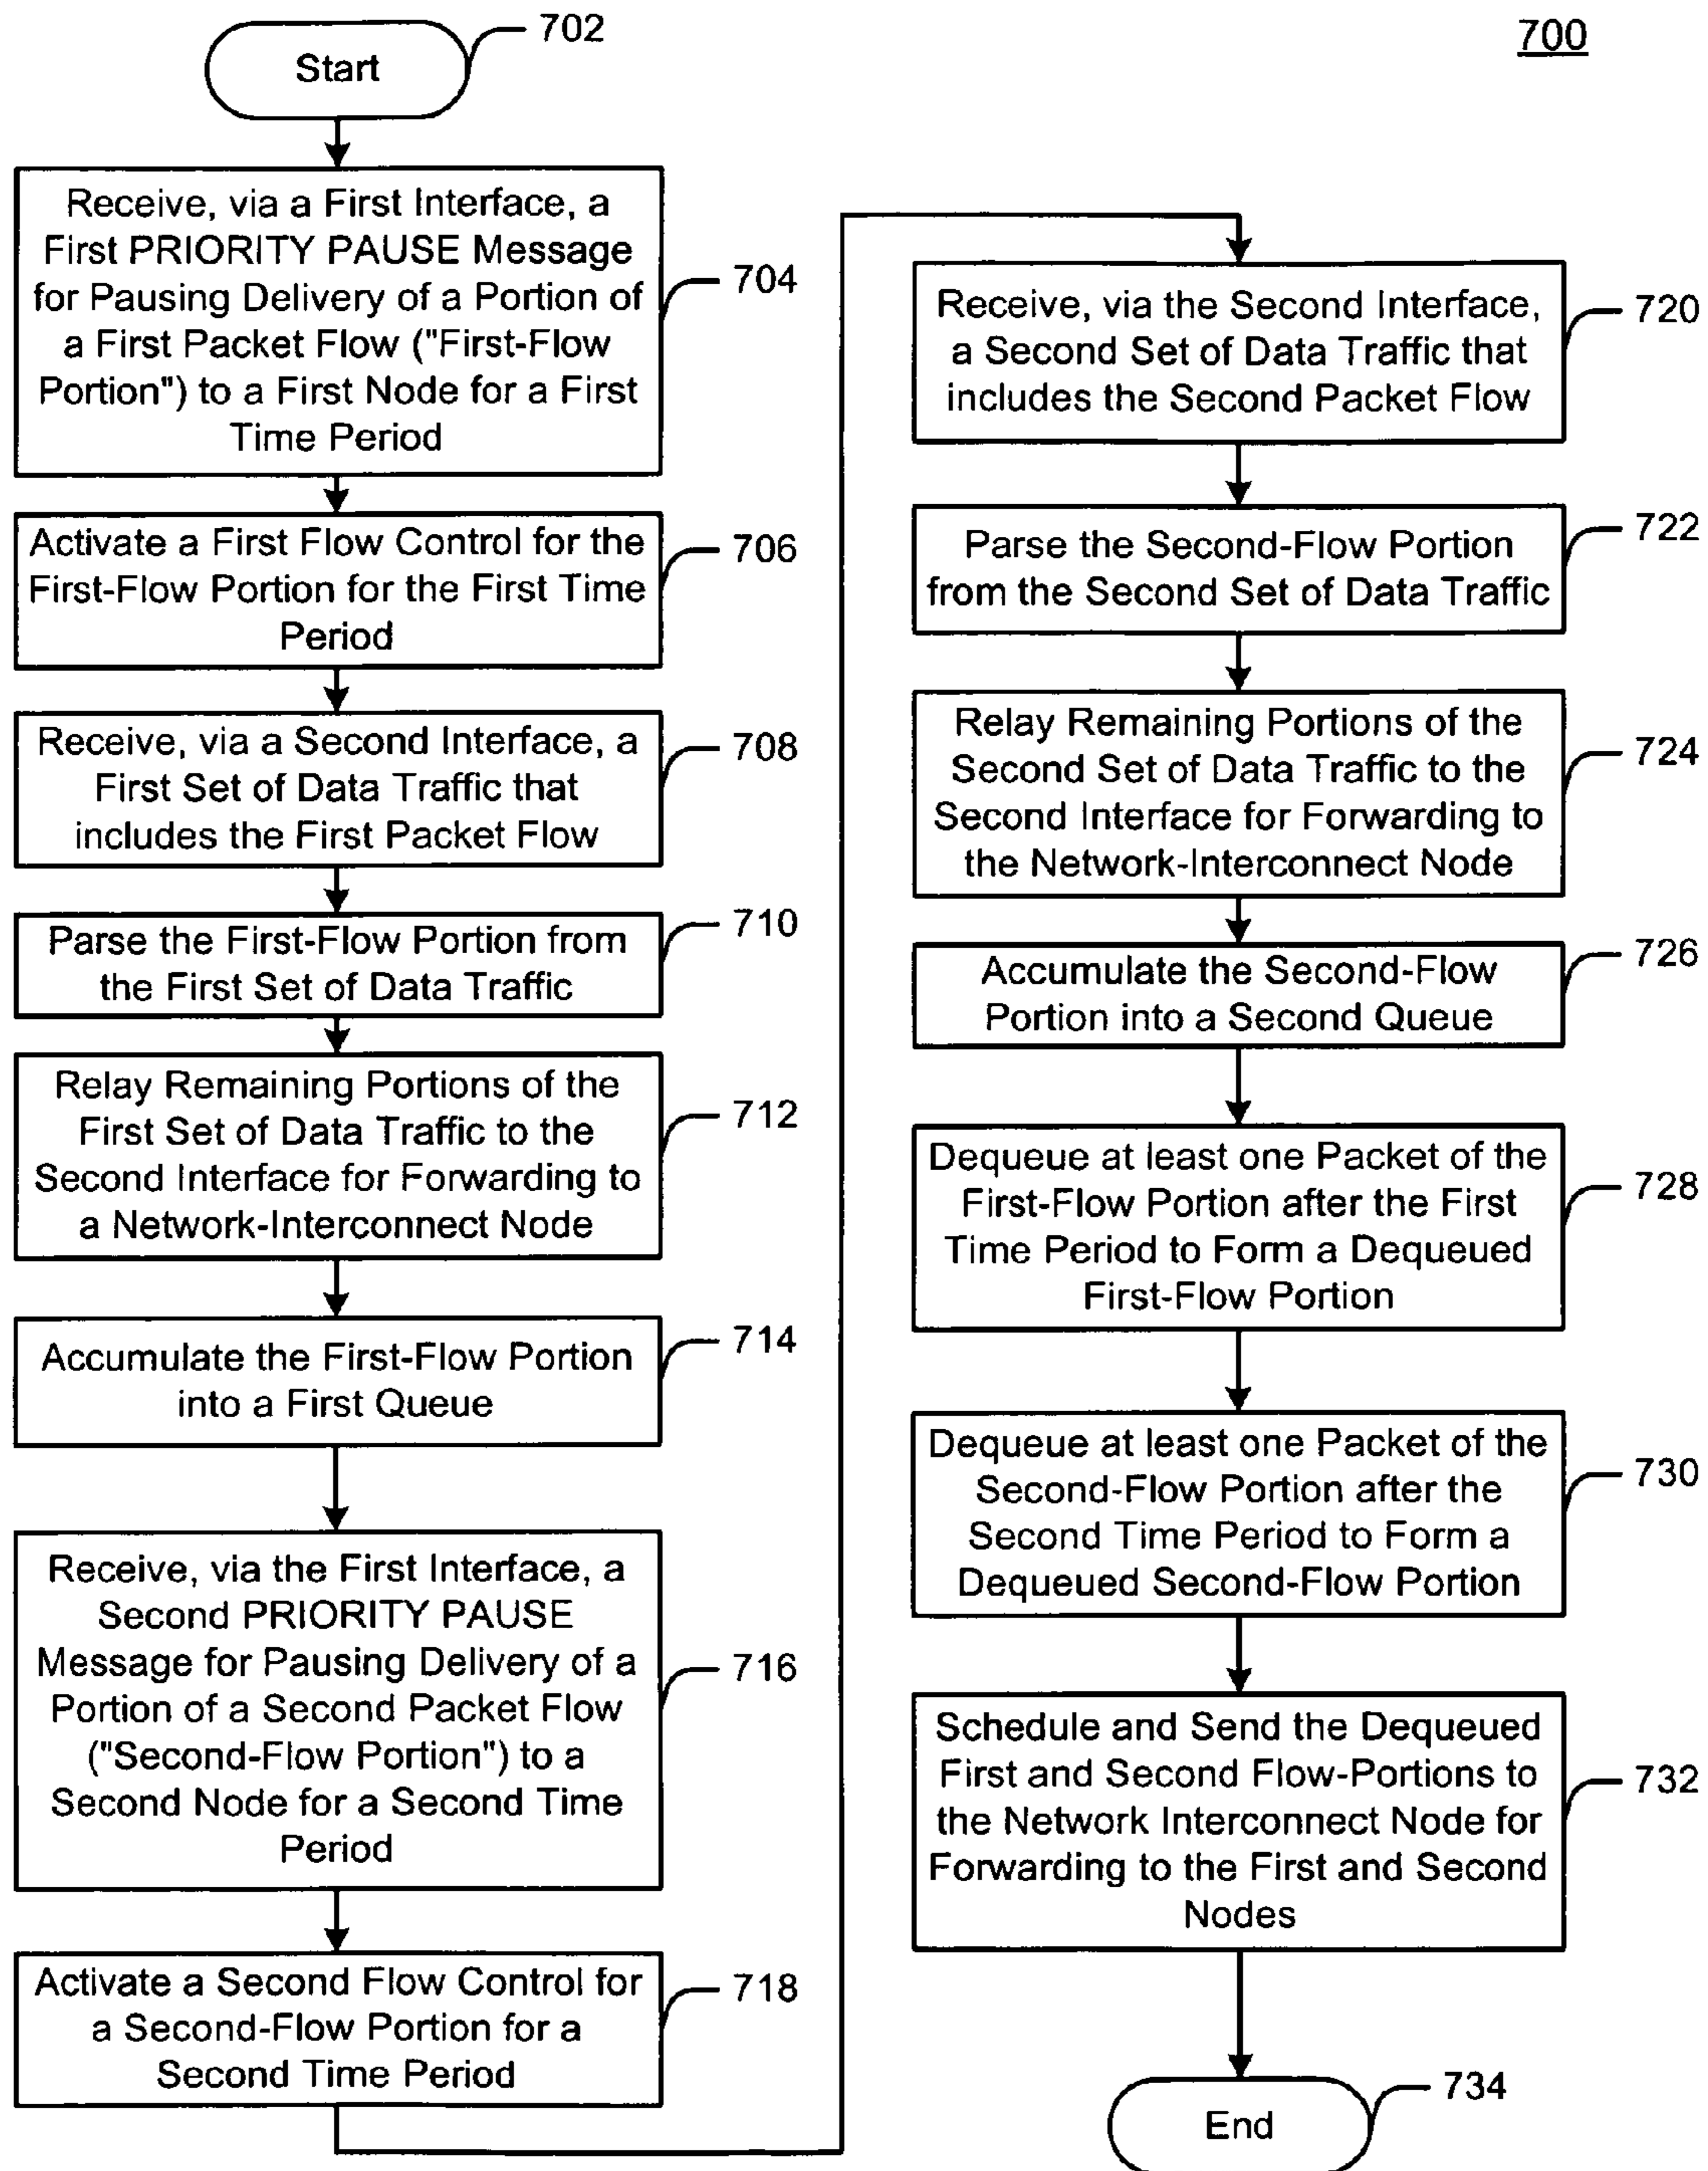 700
702
Start
Receive, via a First Interface, a
First PRIORITY PAUSE Message
for Pausing Delivery of a Portion of
a First Packet Flow ("First-Flow
Portion") to a First Node for a First
Time Period
704
Activate a First Flow Control for the
First-Flow Portion for the First Time
Period
706
Receive, via a Second Interface, a
First Set of Data Traffic that
includes the First Packet Flow
708
Parse the First-Flow Portion from
the First Set of Data Traffic
710
Relay Remaining Portions of the
First Set of Data Traffic to the
Second Interface for Forwarding to
a Network-Interconnect Node
712
Accumulate the First-Flow Portion
into a First Queue
714
Receive, via the First Interface, a
Second PRIORITY PAUSE
Message for Pausing Delivery of a
Portion of a Second Packet Flow
("Second-Flow Portion") to a
Second Node for a Second Time
Period
716
Activate a Second Flow Control for
a Second-Flow Portion for a
Second Time Period
718
Receive, via the Second Interface,
a Second Set of Data Traffic that
includes the Second Packet Flow
720
Parse the Second-Flow Portion
from the Second Set of Data Traffic
722
Relay Remaining Portions of the
Second Set of Data Traffic to the
Second Interface for Forwarding to
the Network-Interconnect Node
724
Accumulate the Second-Flow
Portion into a Second Queue
726
Dequeue at least one Packet of the
First-Flow Portion after the First
Time Period to Form a Dequeued
First-Flow Portion
728
Dequeue at least one Packet of the
Second-Flow Portion after the
Second Time Period to Form a
Dequeued Second-Flow Portion
730
Schedule and Send the Dequeued
First and Second Flow-Portions to
the Network Interconnect Node for
Forwarding to the First and Second
Nodes
732
734
End